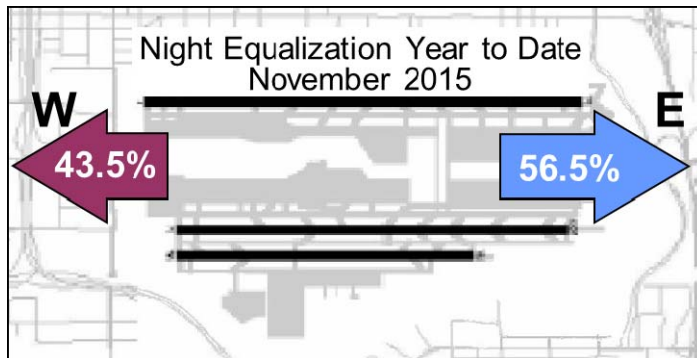 Night Equalization Year to Date
November 2015
W
E
43.5%
56.5%